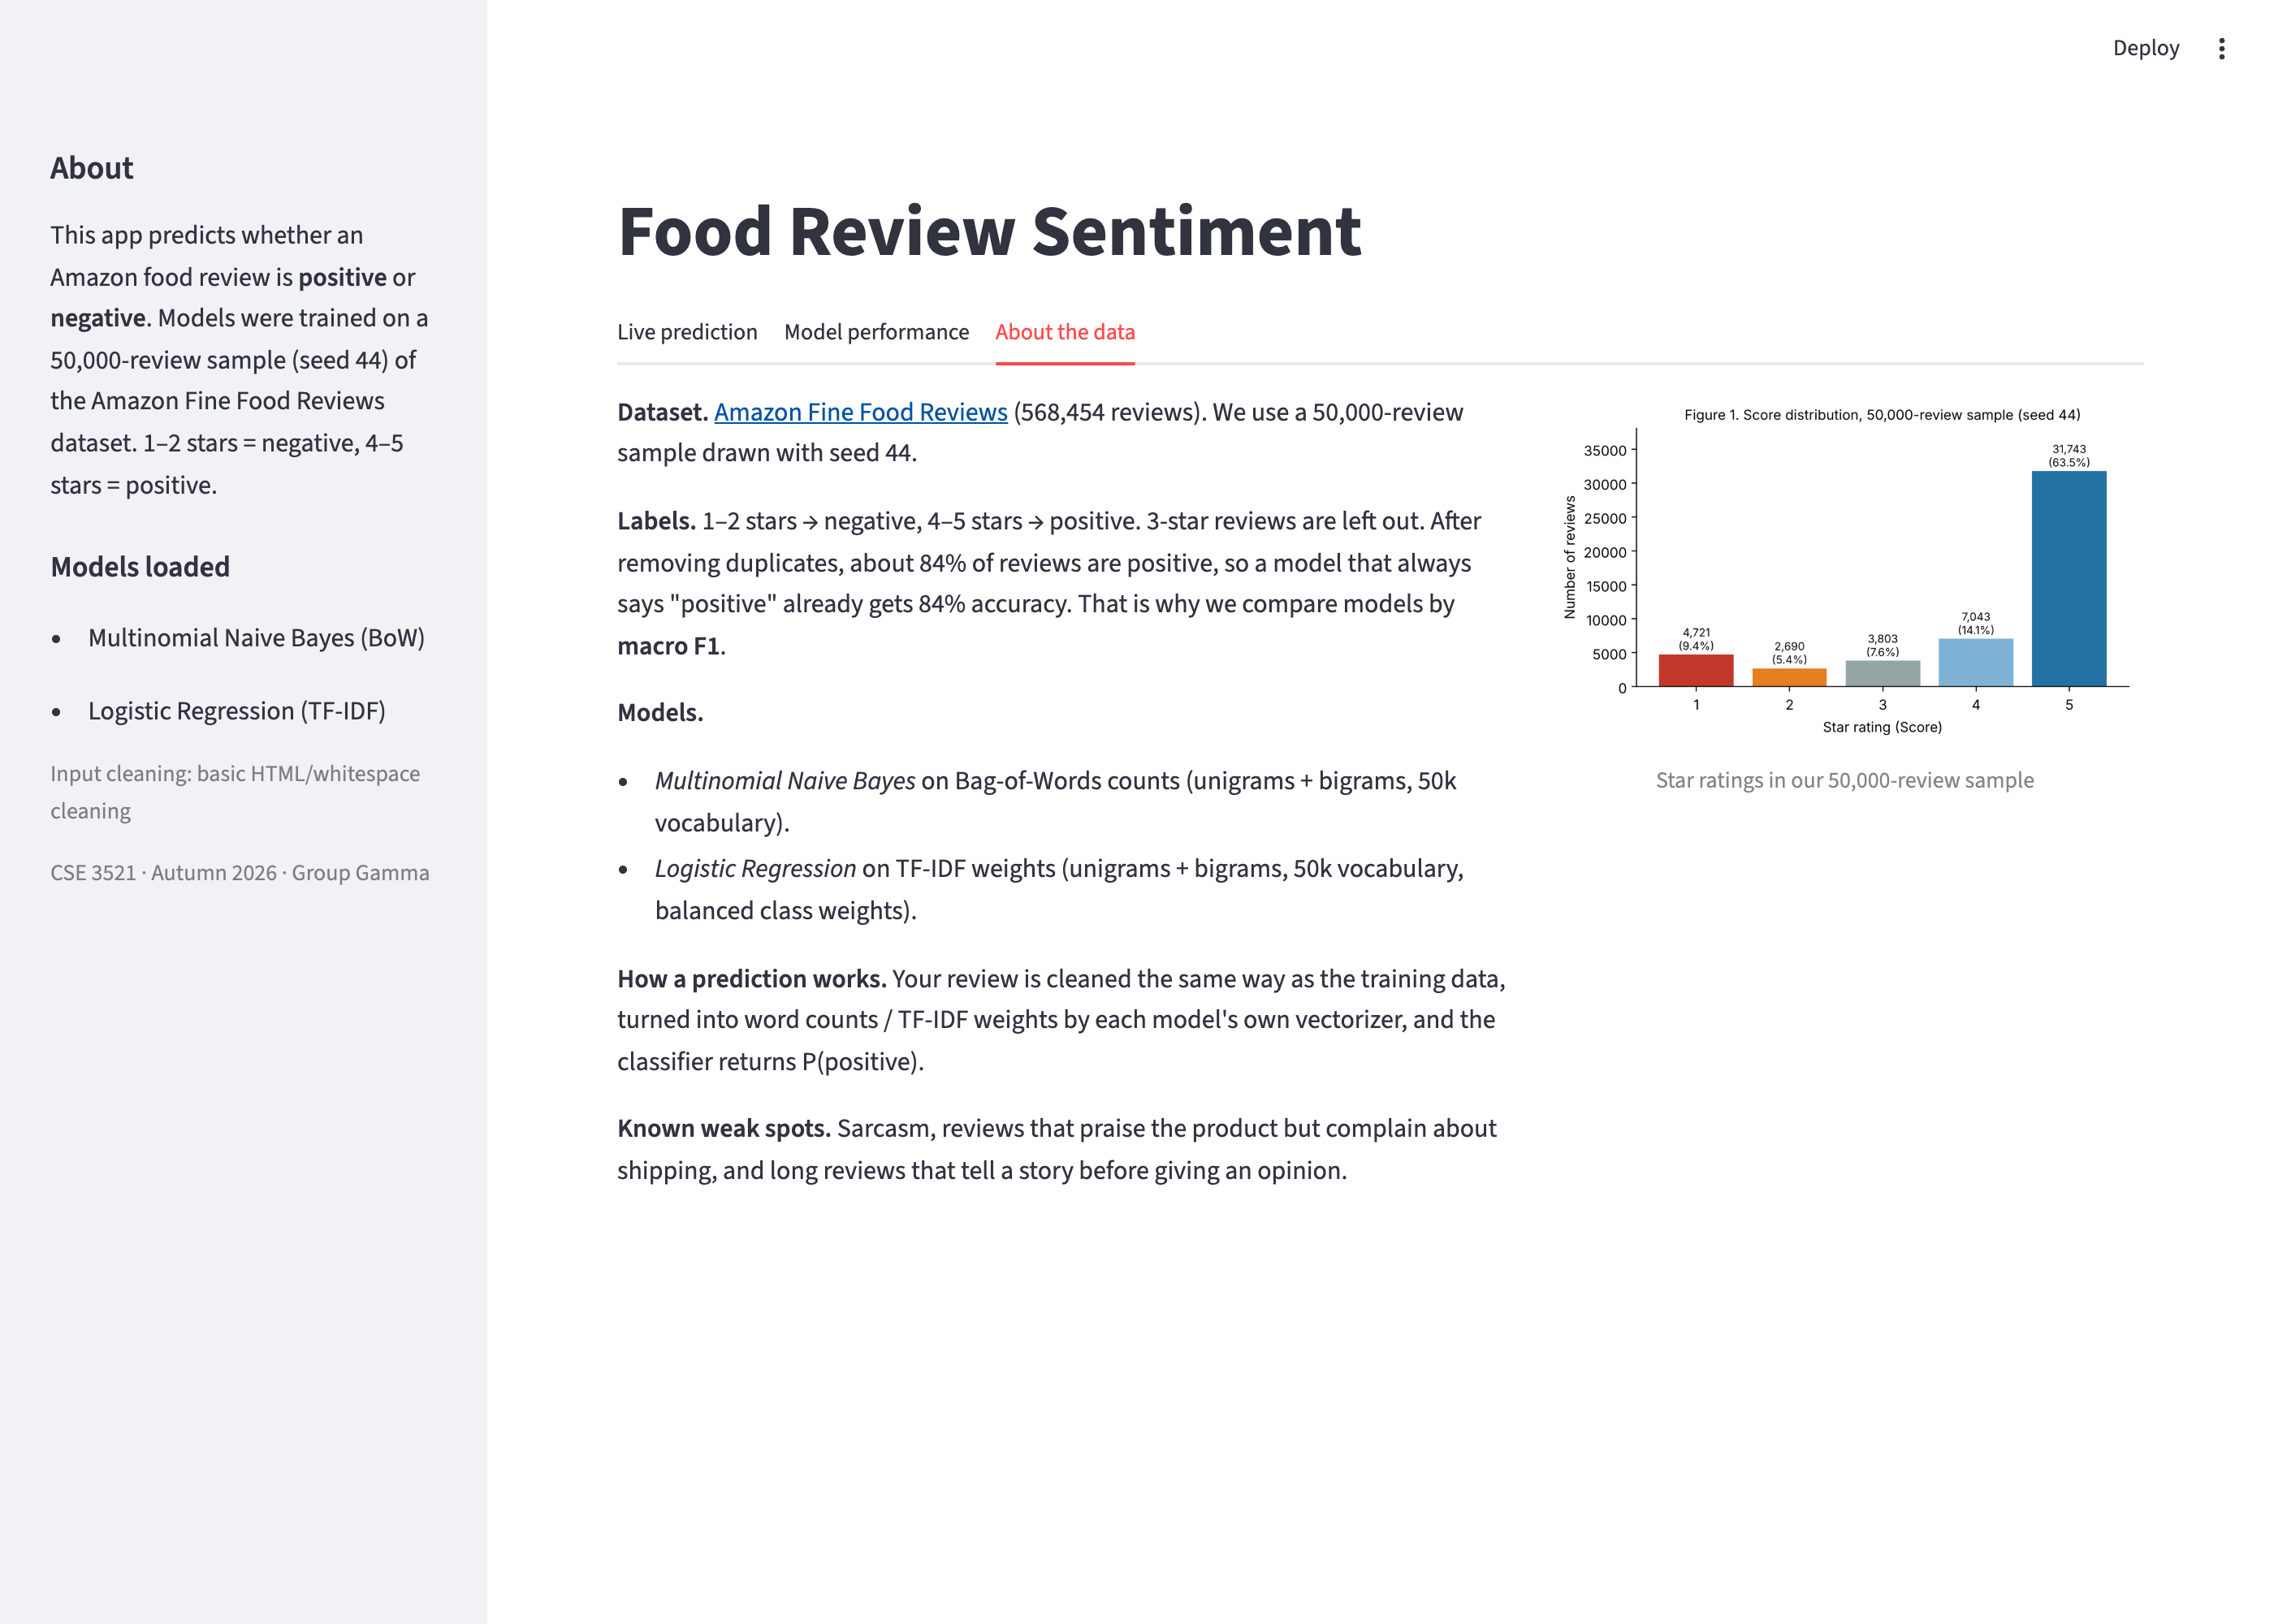 Deploy
About
This app predicts whether an
Amazon food review is positive or
negative. Models were trained on a
50,000-review sample (seed 44) of
the Amazon Fine Food Reviews
dataset. 1–2 stars = negative, 4–5
stars = positive.
Models loaded
• Multinomial Naive Bayes (BoW)
• Logistic Regression (TF-IDF)
Input cleaning: basic HTML/whitespace
cleaning
CSE 3521 · Autumn 2026 · Group Gamma
Food Review Sentiment
Live prediction Model performance About the data
Dataset. Amazon Fine Food Reviews (568,454 reviews). We use a 50,000-review
sample drawn with seed 44.
Labels. 1–2 stars → negative, 4–5 stars → positive. 3-star reviews are left out. After
removing duplicates, about 84% of reviews are positive, so a model that always
says "positive" already gets 84% accuracy. That is why we compare models by
macro F1.
Models.
• Multinomial Naive Bayes on Bag-of-Words counts (unigrams + bigrams, 50k
vocabulary).
• Logistic Regression on TF-IDF weights (unigrams + bigrams, 50k vocabulary,
balanced class weights).
How a prediction works. Your review is cleaned the same way as the training data,
turned into word counts / TF-IDF weights by each model's own vectorizer, and the
classifier returns P(positive).
Known weak spots. Sarcasm, reviews that praise the product but complain about
shipping, and long reviews that tell a story before giving an opinion.
Figure 1. Score distribution, 50,000-review sample (seed 44)
Number of reviews
35000
30000
25000
20000
15000
10000
5000
0
4,721
(9.4%)
2,690
(5.4%)
3,803
(7.6%)
7,043
(14.1%)
31,743
(63.5%)
1 2 3 4 5
Star rating (Score)
Star ratings in our 50,000-review sample